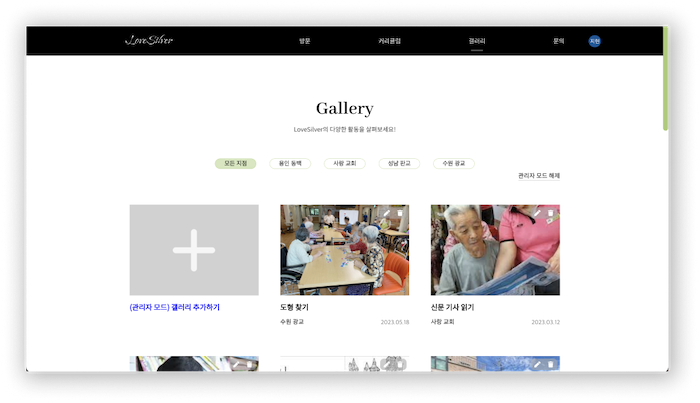 LoveSilver
방문 커리큘럼 갤러리 문의 지현
Gallery
LoveSilver의 다양한 활동을 살펴보세요!
모든 지점 용인 동백 사랑 교회 성남 판교 수원 광교
관리자 모드 해제
(관리자 모드) 갤러리 추가하기
도형 찾기
수원 광교 2023.05.18
신문 기사 읽기
사랑 교회 2023.03.12